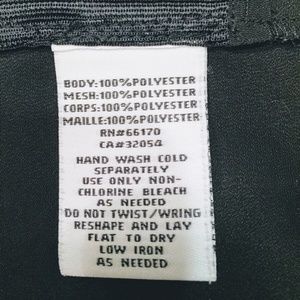 BODY:100%POLYESTER
MESH:100%POLYESTER
CORPS:100%POLYESTER
MAILLE:100%POLYESTER
RN#66170
CA#32054
HAND WASH COLD
SEPARATELY
USE ONLY NON-
CHLORINE BLEACH
AS NEEDED
DO NOT TWIST/WRING
RESHAPE AND LAY
FLAT TO DRY
LOW IRON
AS NEEDED